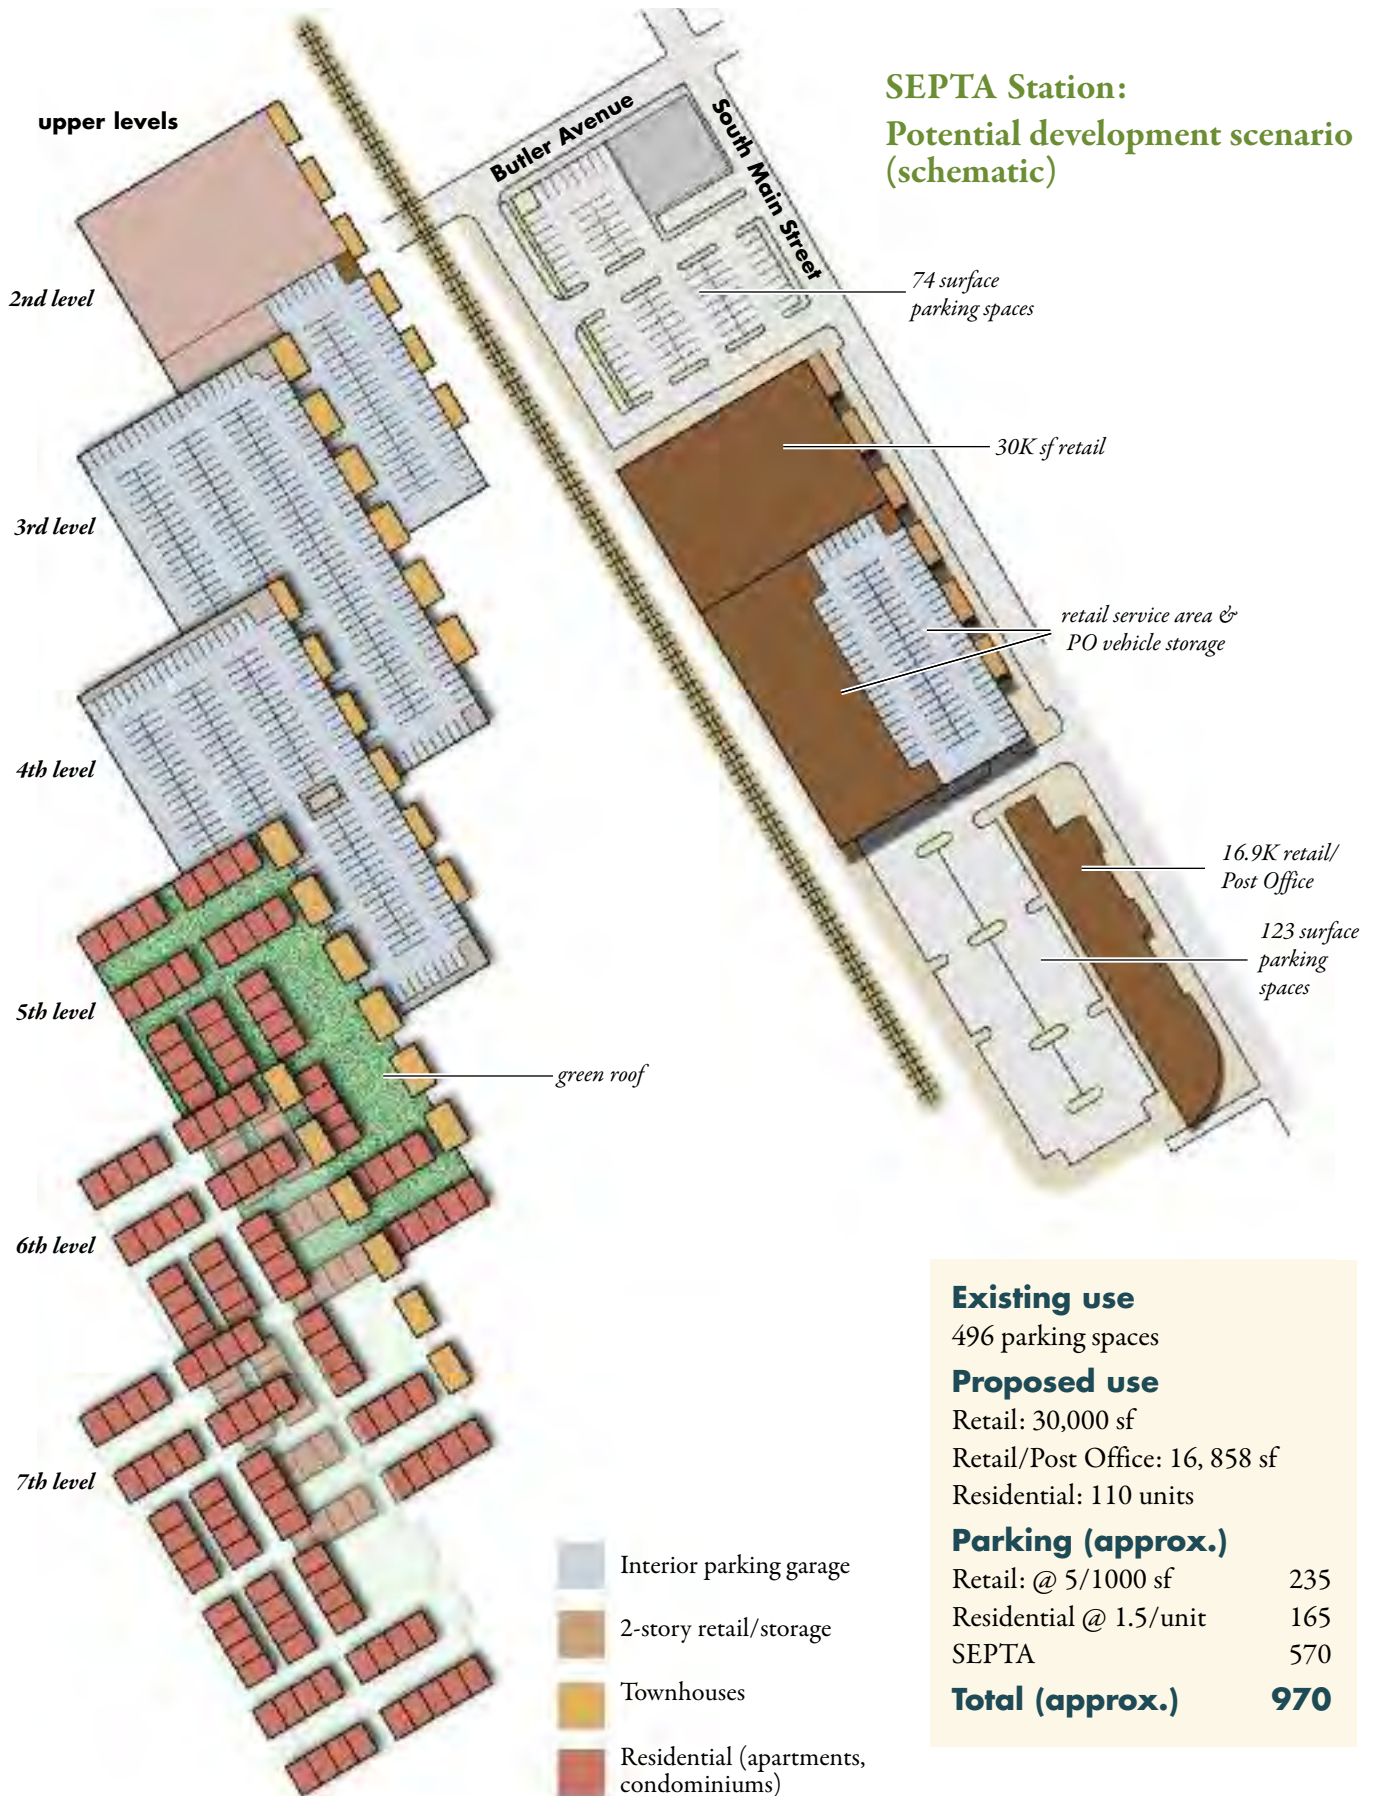 SEPTA Station:
Potential development scenario
(schematic)
upper levels
Butler Avenue
South Main Street
2nd level
74 surface
parking spaces
30K sf retail
3rd level
retail service area &
PO vehicle storage
4th level
16.9K retail/
Post Office
123 surface
parking
spaces
5th level
green roof
6th level
7th level
Existing use
496 parking spaces
Proposed use
Retail: 30,000 sf
Retail/Post Office: 16, 858 sf
Residential: 110 units
Parking (approx.)
Retail: @ 5/1000 sf 235
Residential @ 1.5/unit 165
SEPTA 570
Total (approx.) 970
Interior parking garage
2-story retail/storage
Townhouses
Residential (apartments,
condominiums)